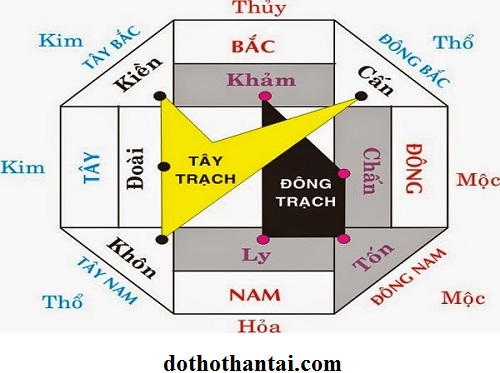 Thủy
Kim
TÂY BẮC
BẮC
ĐÔNG BẮC
Thổ
Kiền
Khảm
Cấn
Kim
TÂY
Đoài
TÂY
TRẠCH
ĐÔNG
TRẠCH
Chấn
ĐÔNG
Mộc
Khôn
Ly
Tốn
TÂY NAM
NAM
ĐÔNG NAM
Thổ
Hỏa
Mộc
dothothantai.com